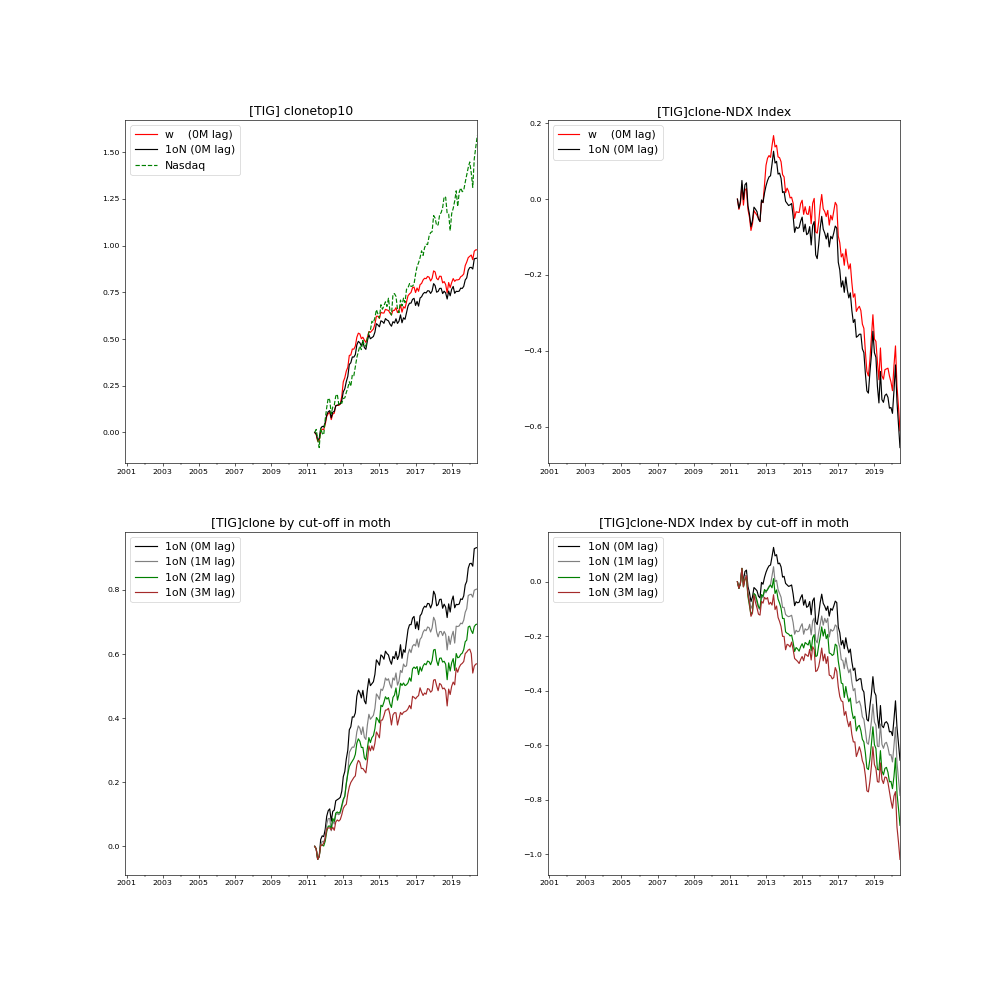 [TIG] clonetop10
w (0M lag)
1oN (0M lag)
Nasdaq
1.50
1.25
1.00
0.75
0.50
0.25
0.00
2001 2003 2005 2007 2009 2011 2013 2015 2017 2019
[TIG]clone-NDX Index
w (0M lag)
1oN (0M lag)
0.2
0.0
−0.2
−0.4
−0.6
2001 2003 2005 2007 2009 2011 2013 2015 2017 2019
[TIG]clone by cut-off in moth
1oN (0M lag)
1oN (1M lag)
1oN (2M lag)
1oN (3M lag)
0.8
0.6
0.4
0.2
0.0
2001 2003 2005 2007 2009 2011 2013 2015 2017 2019
[TIG]clone-NDX Index by cut-off in moth
1oN (0M lag)
1oN (1M lag)
1oN (2M lag)
1oN (3M lag)
0.0
−0.2
−0.4
−0.6
−0.8
−1.0
2001 2003 2005 2007 2009 2011 2013 2015 2017 2019